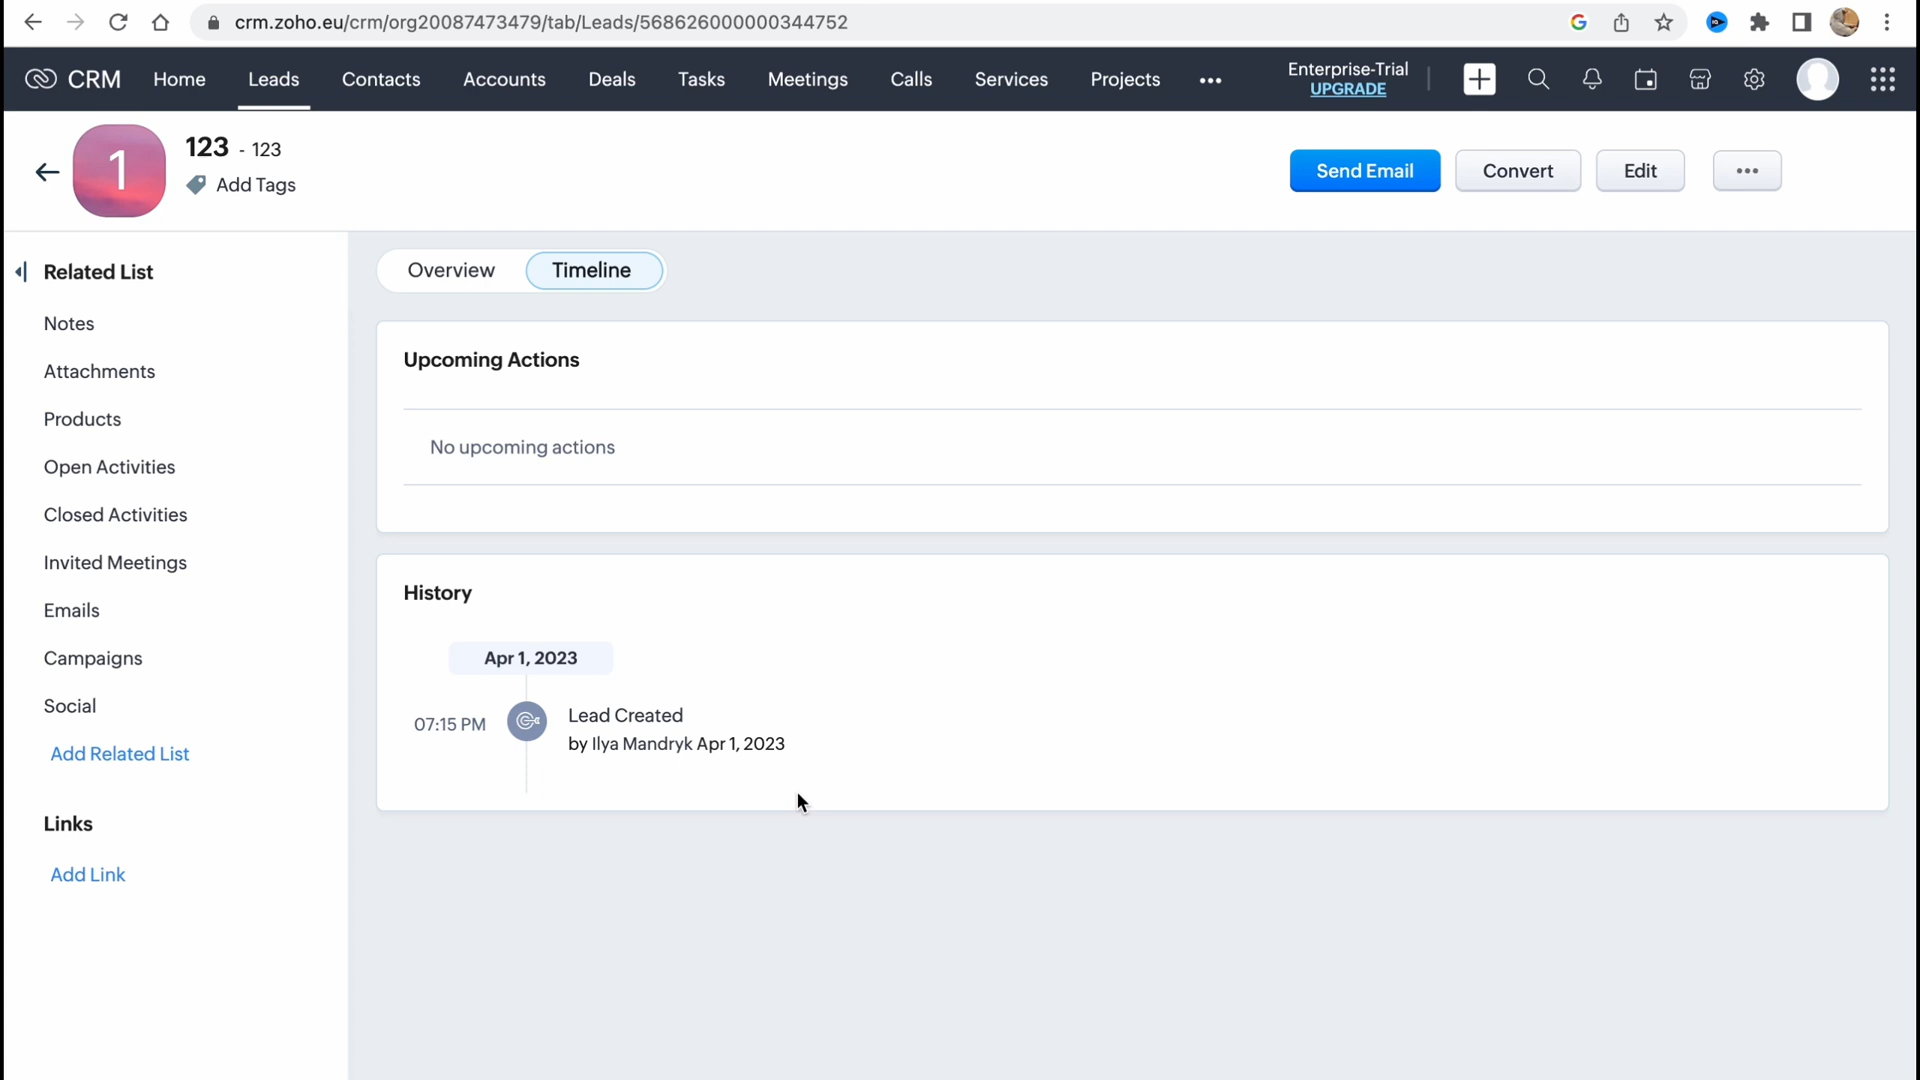 crm.zoho.eu/crm/org20087473479/tab/Leads/568626000000344752
CRM Home Leads Contacts Accounts Deals Tasks Meetings Calls Services Projects ••• Enterprise-Trial
UPGRADE
1
123 - 123
Add Tags
Send Email Convert Edit •••
Related List
Notes
Attachments
Products
Open Activities
Closed Activities
Invited Meetings
Emails
Campaigns
Social
Add Related List
Links
Add Link
Overview Timeline
Upcoming Actions
No upcoming actions
History
Apr 1, 2023
07:15 PM Lead Created
by Ilya Mandryk Apr 1, 2023